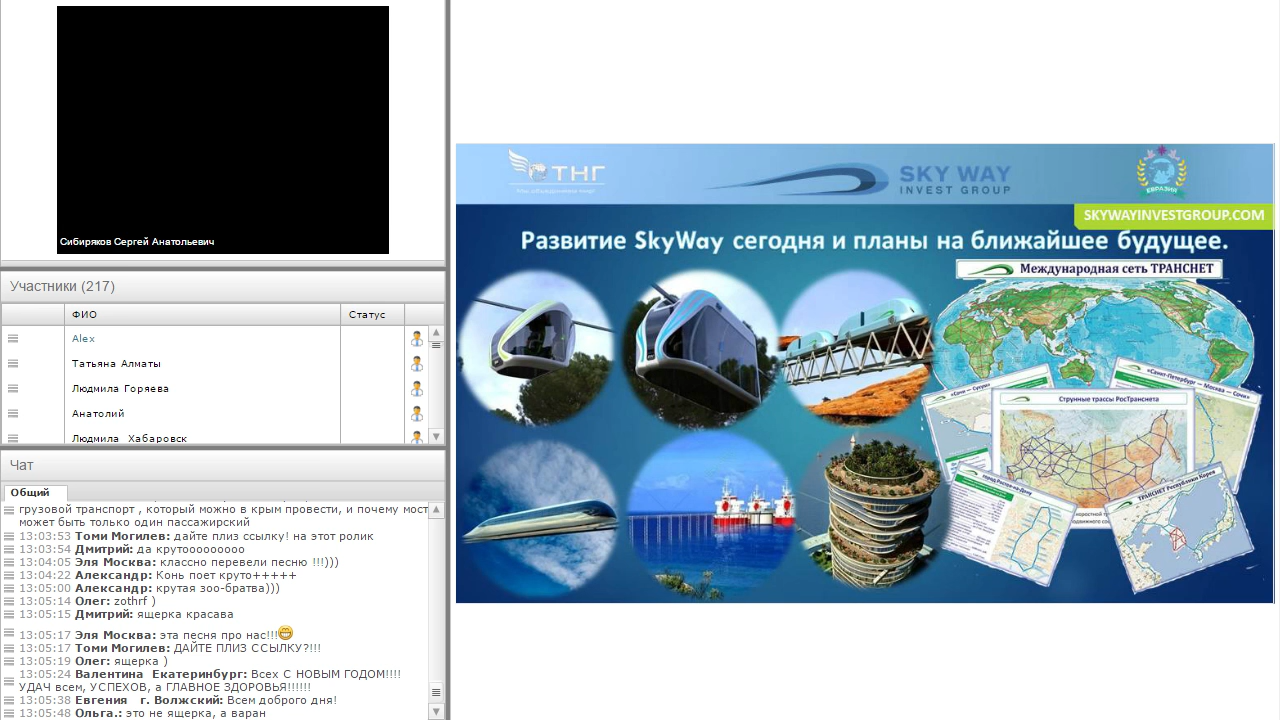 Сибиряков Сергей Анатольевич
Участники (217)
ФИО
Статус
Alex
Татьяна Алматы
Людмила Горяева
Анатолий
Людмила Хабаровск
Чат
Общий
грузовой транспорт , который можно в крым провести, и почему мост
может быть только один пассажирский
13:03:53 Томи Могилев: дайте плиз ссылку! на этот ролик
13:03:54 Дмитрий: да крутооооооооо
13:04:05 Эля Москва: классно перевели песню !!!)))
13:04:22 Александр: Конь поет круто+++++
13:05:00 Александр: крутая зоо-братва)))
13:05:14 Олег: zothrf )
13:05:15 Дмитрий: ящерка красава
13:05:17 Эля Москва: эта песня про нас!!!
13:05:17 Томи Могилев: ДАЙТЕ ПЛИЗ ССЫЛКУ?!!!
13:05:19 Олег: ящерка )
13:05:24 Валентина Екатеринбург: Всех С НОВЫМ ГОДОМ!!!!
УДАЧ всем, УСПЕХОВ, а ГЛАВНОЕ ЗДОРОВЬЯ!!!!!!
13:05:38 Евгения г. Волжский: Всем доброго дня!
13:05:48 Ольга.: это не ящерка, а варан
ТНГ
SKY WAY
INVEST GROUP
ЕВРАЗИЯ
SKYWAYINVESTGROUP.COM
Развитие SkyWay сегодня и планы на ближайшее будущее.
Международная сеть ТРАНСНЕТ
«Санкт-Петербург — Москва — Сочи»
Струнные трассы РосТранснета
город Ростов-на-Дону
ТРАНСНЕТ Республики Корея